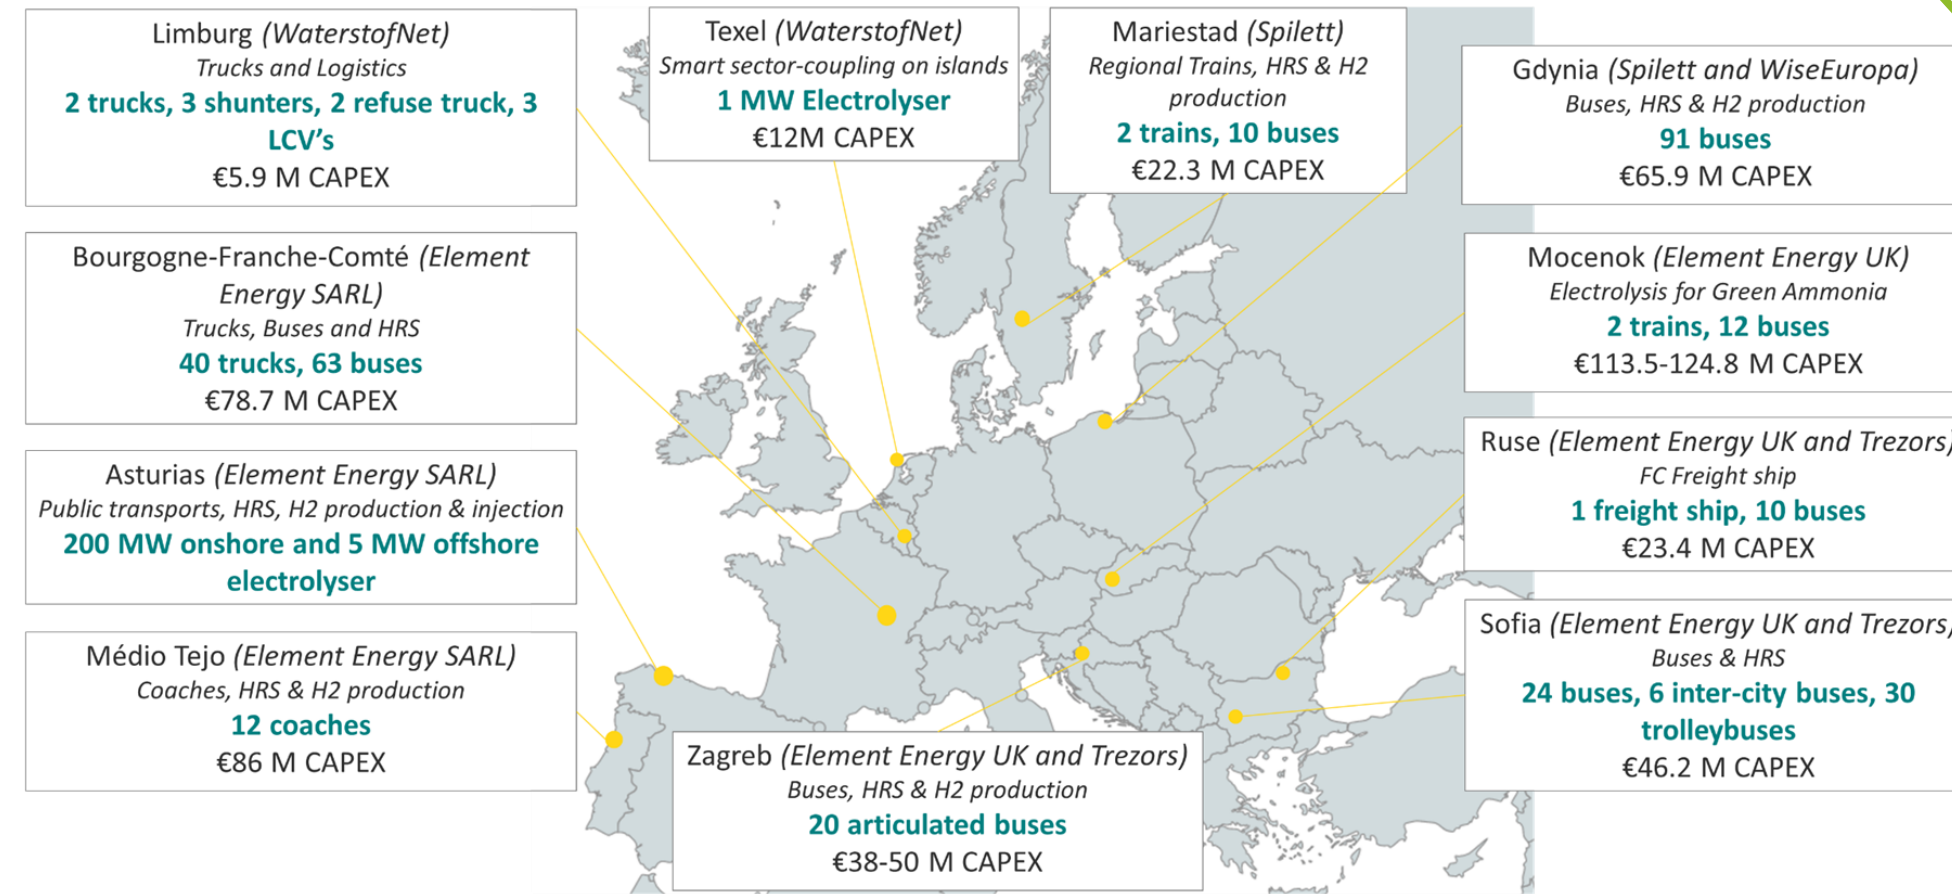 Limburg (WaterstofNet)
Trucks and Logistics
2 trucks, 3 shunters, 2 refuse truck, 3
LCV's
€5.9 M CAPEX
Texel (WaterstofNet)
Smart sector-coupling on islands
1 MW Electrolyser
€12M CAPEX
Mariestad (Spilett)
Regional Trains, HRS & H2
production
2 trains, 10 buses
€22.3 M CAPEX
Gdynia (Spilett and WiseEuropa)
Buses, HRS & H2 production
91 buses
€65.9 M CAPEX
Bourgogne-Franche-Comté (Element
Energy SARL)
Trucks, Buses and HRS
40 trucks, 63 buses
€78.7 M CAPEX
Mocenok (Element Energy UK)
Electrolysis for Green Ammonia
2 trains, 12 buses
€113.5-124.8 M CAPEX
Asturias (Element Energy SARL)
Public transports, HRS, H2 production & injection
200 MW onshore and 5 MW offshore
electrolyser
Ruse (Element Energy UK and Trezors)
FC Freight ship
1 freight ship, 10 buses
€23.4 M CAPEX
Médio Tejo (Element Energy SARL)
Coaches, HRS & H2 production
12 coaches
€86 M CAPEX
Zagreb (Element Energy UK and Trezors)
Buses, HRS & H2 production
20 articulated buses
€38-50 M CAPEX
Sofia (Element Energy UK and Trezors)
Buses & HRS
24 buses, 6 inter-city buses, 30
trolleybuses
€46.2 M CAPEX